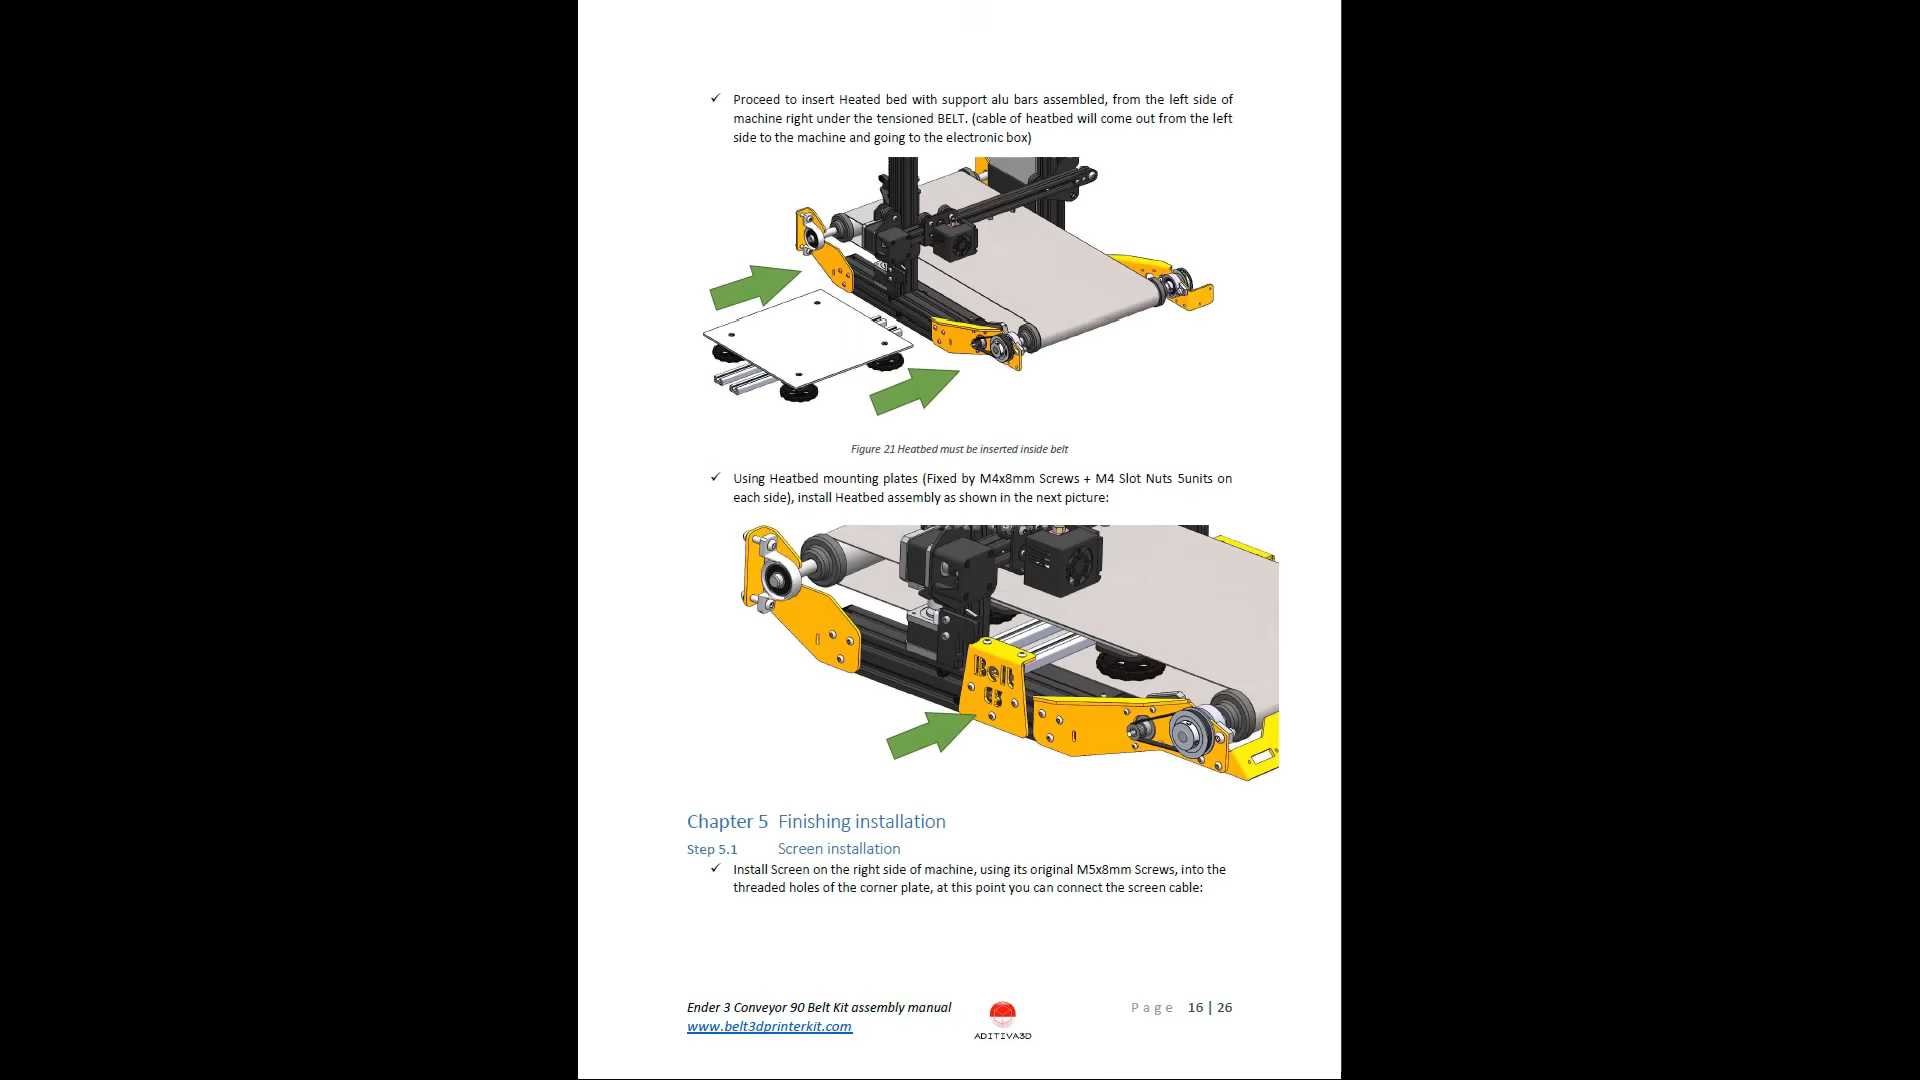 ✓ Proceed to insert Heated bed with support alu bars assembled, from the left side of
machine right under the tensioned BELT. (cable of heatbed will come out from the left
side to the machine and going to the electronic box)
Figure 21 Heatbed must be inserted inside belt
✓ Using Heatbed mounting plates (Fixed by M4x8mm Screws + M4 Slot Nuts 5units on
each side), install Heatbed assembly as shown in the next picture:
Belt
Chapter 5 Finishing installation
Step 5.1 Screen installation
✓ Install Screen on the right side of machine, using its original M5x8mm Screws, into the
threaded holes of the corner plate, at this point you can connect the screen cable:
Ender 3 Conveyor 90 Belt Kit assembly manual
www.belt3dprinterkit.com
ADITIVA3D
Page 16 | 26